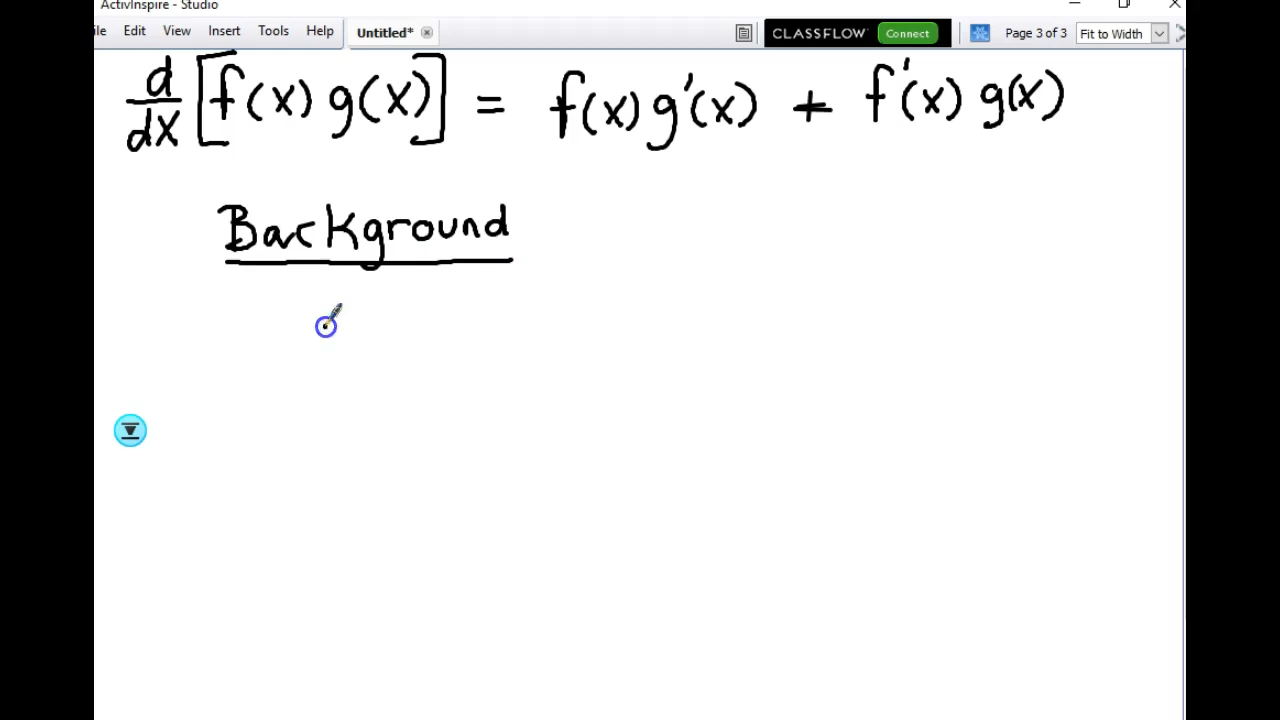 ActivInspire - Studio
ile Edit View Insert Tools Help Untitled* CLASSFLOW Connect Page 3 of 3 Fit to Width
d/dx [f(x) g(x)] = f(x) g'(x) + f'(x) g(x)
Background